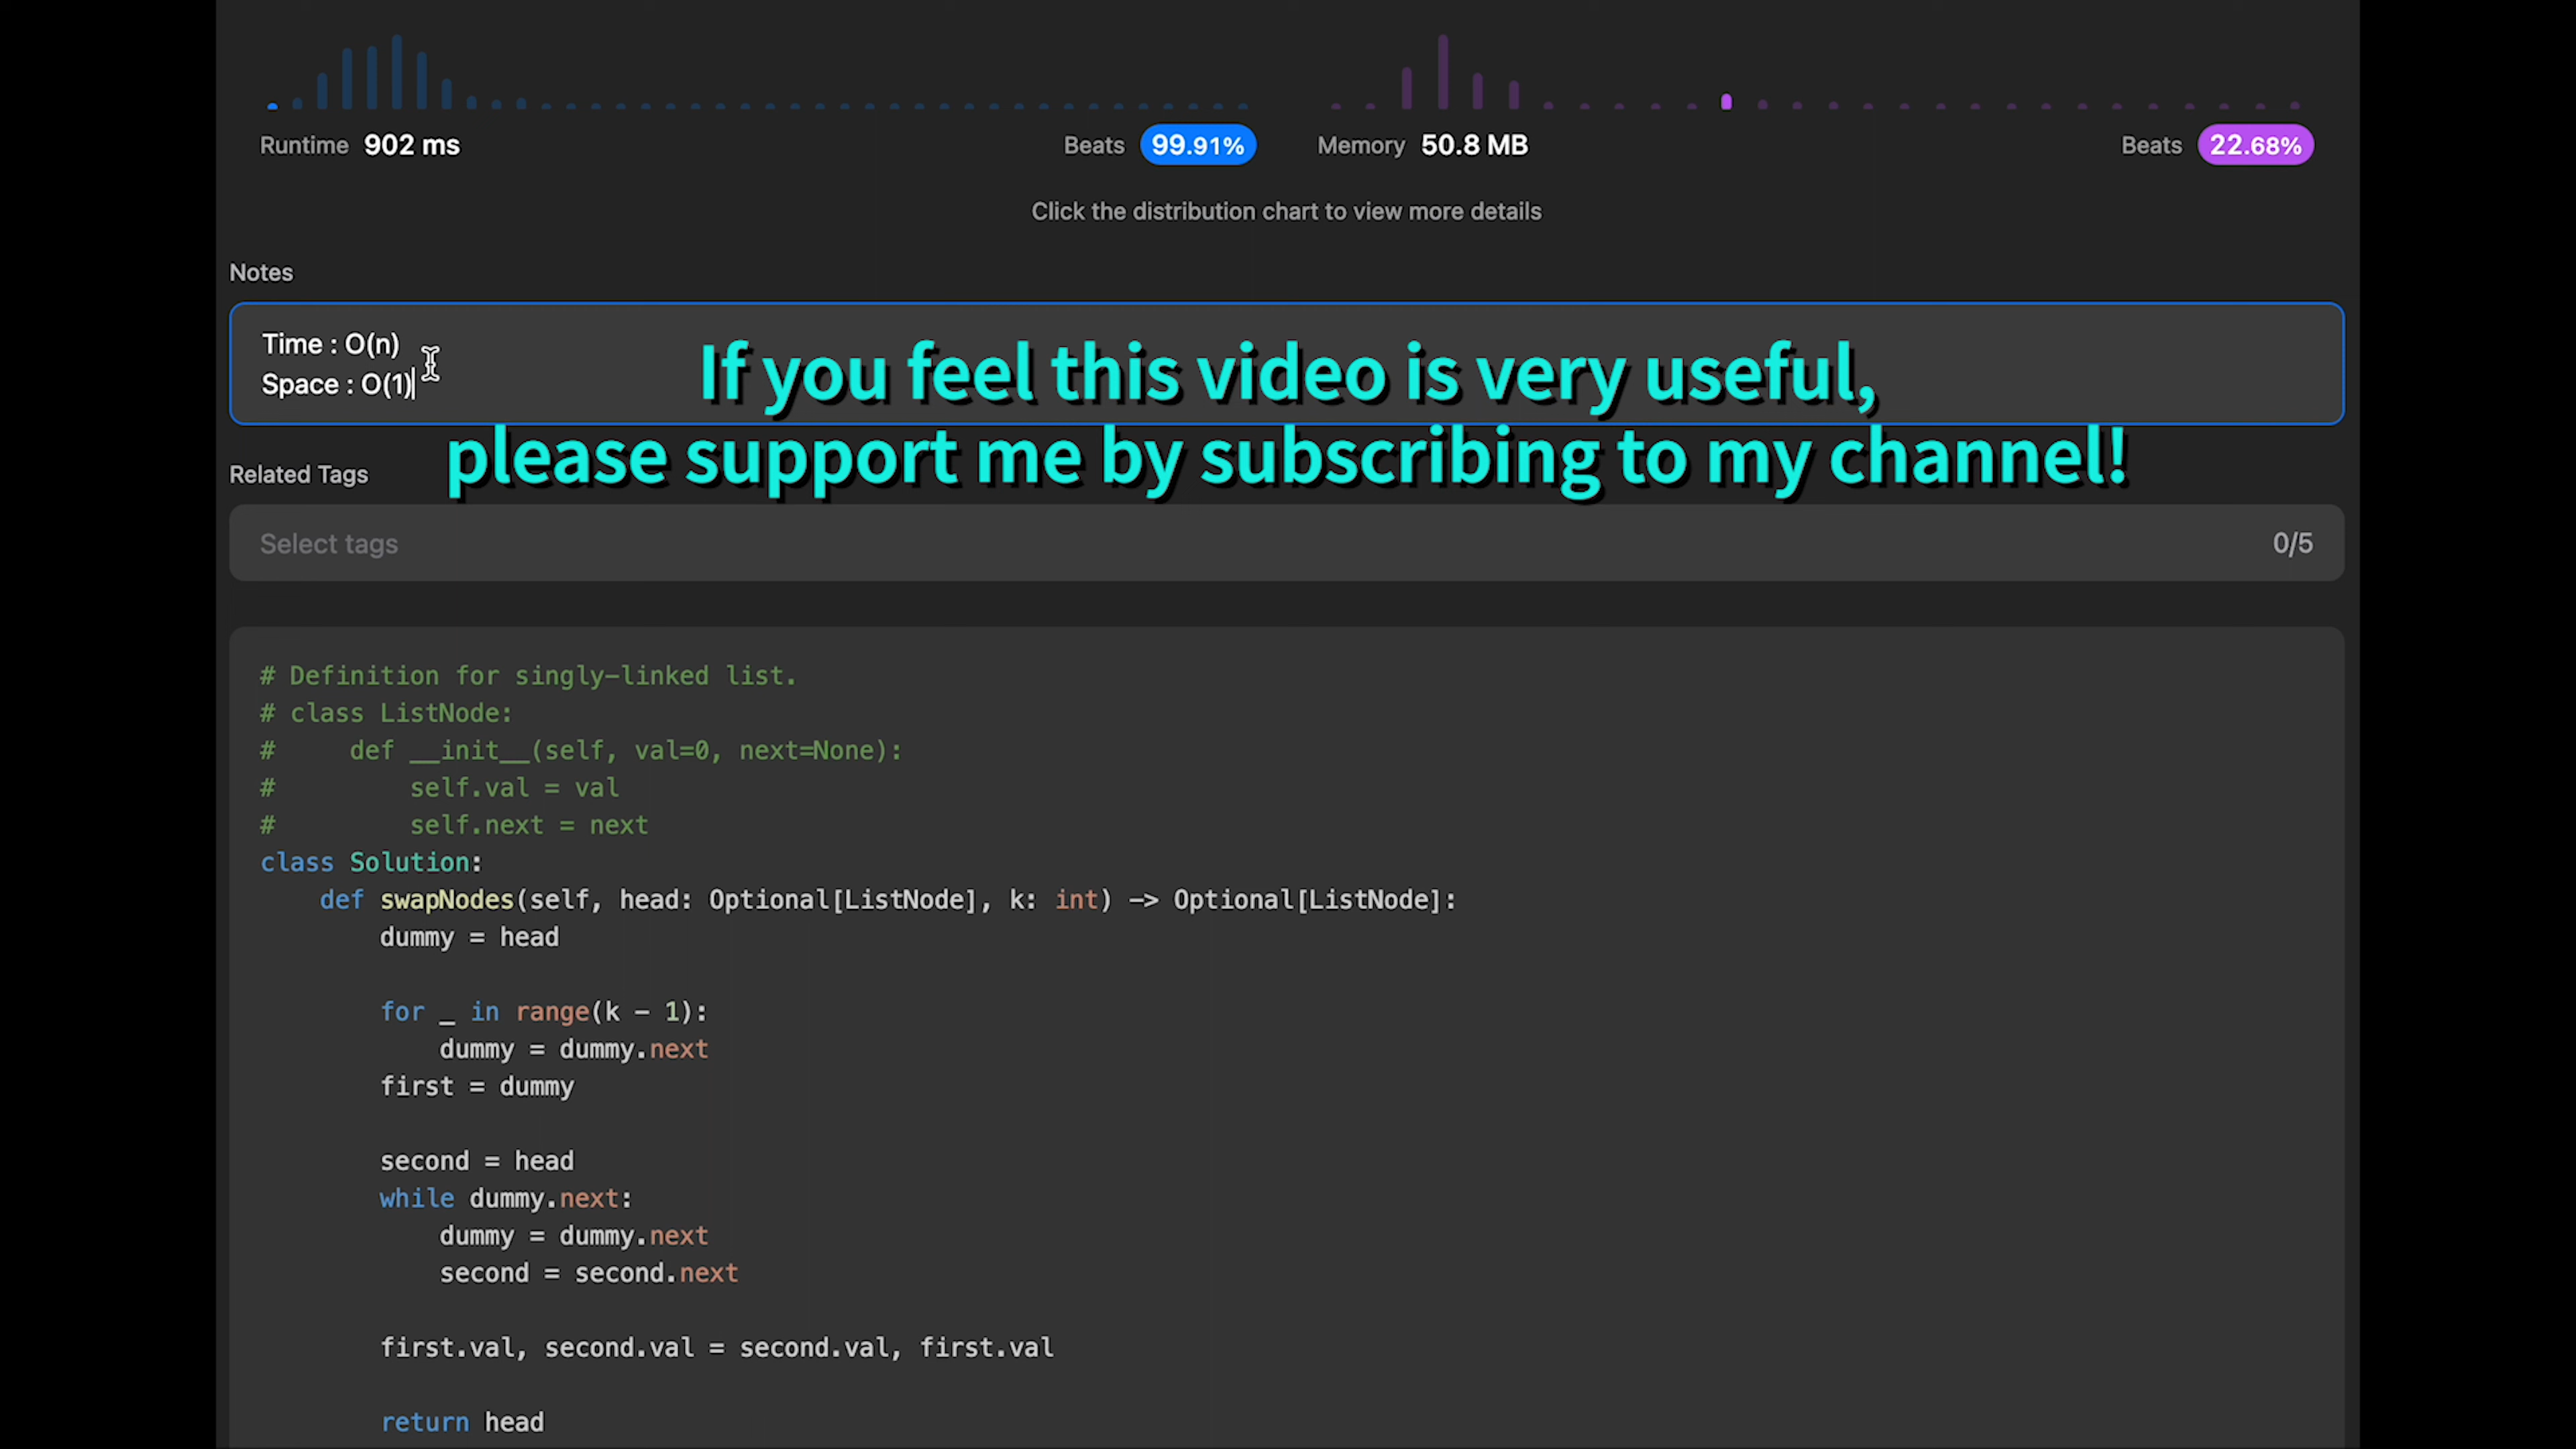 Runtime 902 ms Beats 99.91% Memory 50.8 MB Beats 22.68%
Click the distribution chart to view more details
Notes
Time : O(n)
Space : O(1)
If you feel this video is very useful,
please support me by subscribing to my channel!
Related Tags
Select tags 0/5
# Definition for singly-linked list.
# class ListNode:
#     def __init__(self, val=0, next=None):
#         self.val = val
#         self.next = next
class Solution:
    def swapNodes(self, head: Optional[ListNode], k: int) -> Optional[ListNode]:
        dummy = head
        for _ in range(k - 1):
            dummy = dummy.next
        first = dummy
        second = head
        while dummy.next:
            dummy = dummy.next
            second = second.next
        first.val, second.val = second.val, first.val
        return head